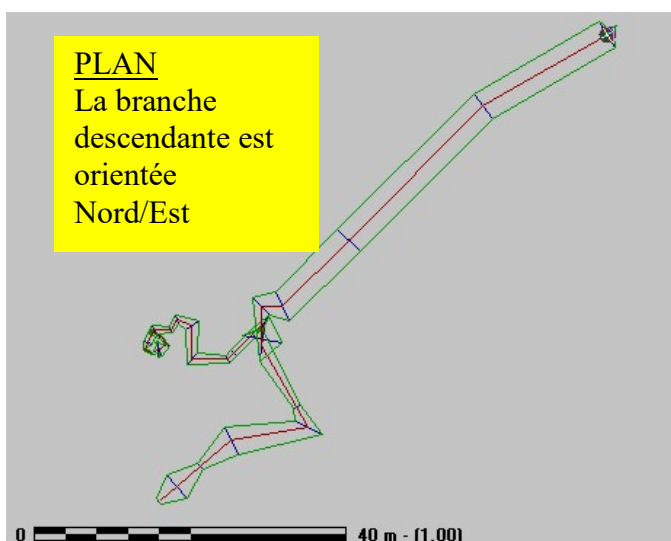 PLAN
La branche
descendante est
orientée
Nord/Est
0 40 m - (1.00)